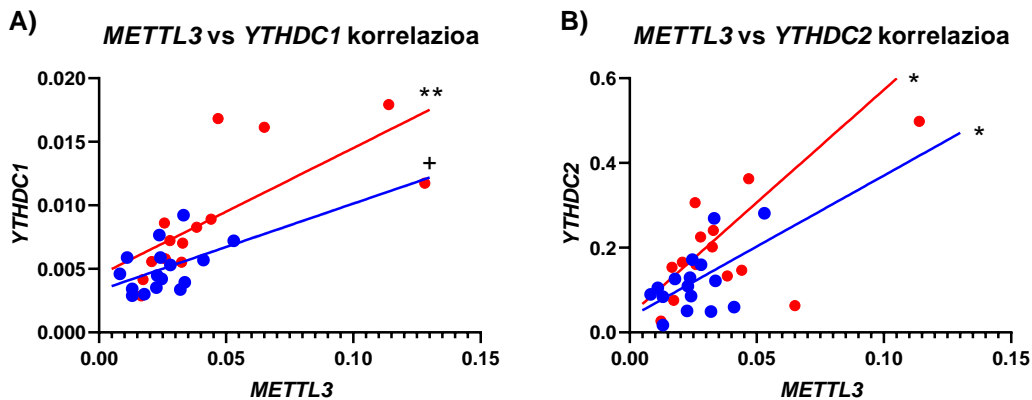 A)
METTL3 vs YTHDC1 korrelazioa
0.020
0.015
0.010
0.005
0.000
YTHDC1
**
+
0.00
0.05
0.10
0.15
METTL3
B)
METTL3 vs YTHDC2 korrelazioa
0.6
0.4
0.2
0.0
YTHDC2
*
*
0.00
0.05
0.10
0.15
METTL3